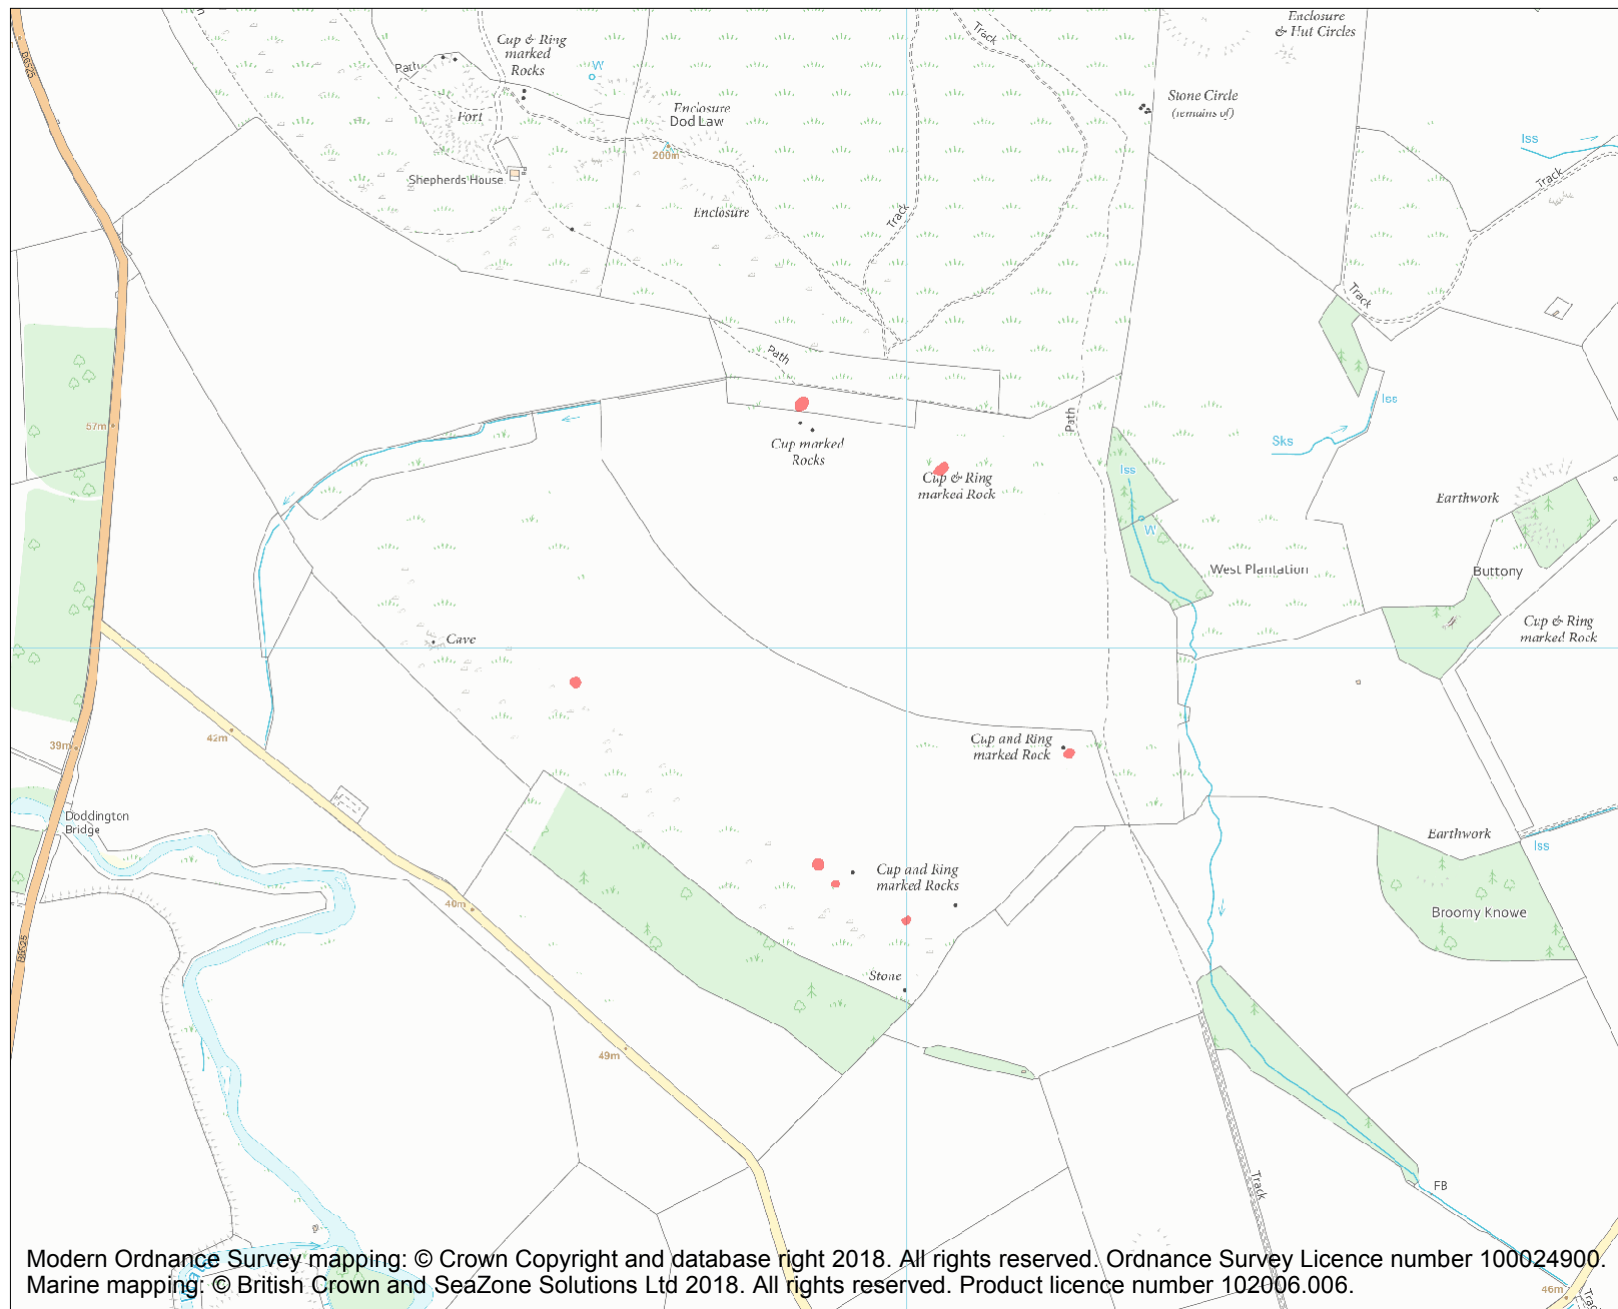 Enclosure
& Hut Circles
Track
Cup & Ring
marked
Rocks
B6525
Path
W
Stone Circle
(remains of)
Enclosure
Dod Law
Fort
200m
Iss
Track
Shepherds House
Enclosure
Track
Track
Path
57m
Iss
Path
Cup marked
Rocks
Sks
Iss
Cup & Ring
marked Rock
Earthwork
W
West Plantation
Buttony
Cup & Ring
marked Rock
Cave
42m
39m
Cup and Ring
marked Rock
Doddington
Bridge
Earthwork
Iss
Cup and Ring
marked Rocks
40m
Broomy Knowe
B6525
Stone
49m
Track
FB
46m
Modern Ordnance Survey mapping: © Crown Copyright and database right 2018. All rights reserved. Ordnance Survey Licence number 100024900.
Marine mapping: © British Crown and SeaZone Solutions Ltd 2018. All rights reserved. Product licence number 102006.006.